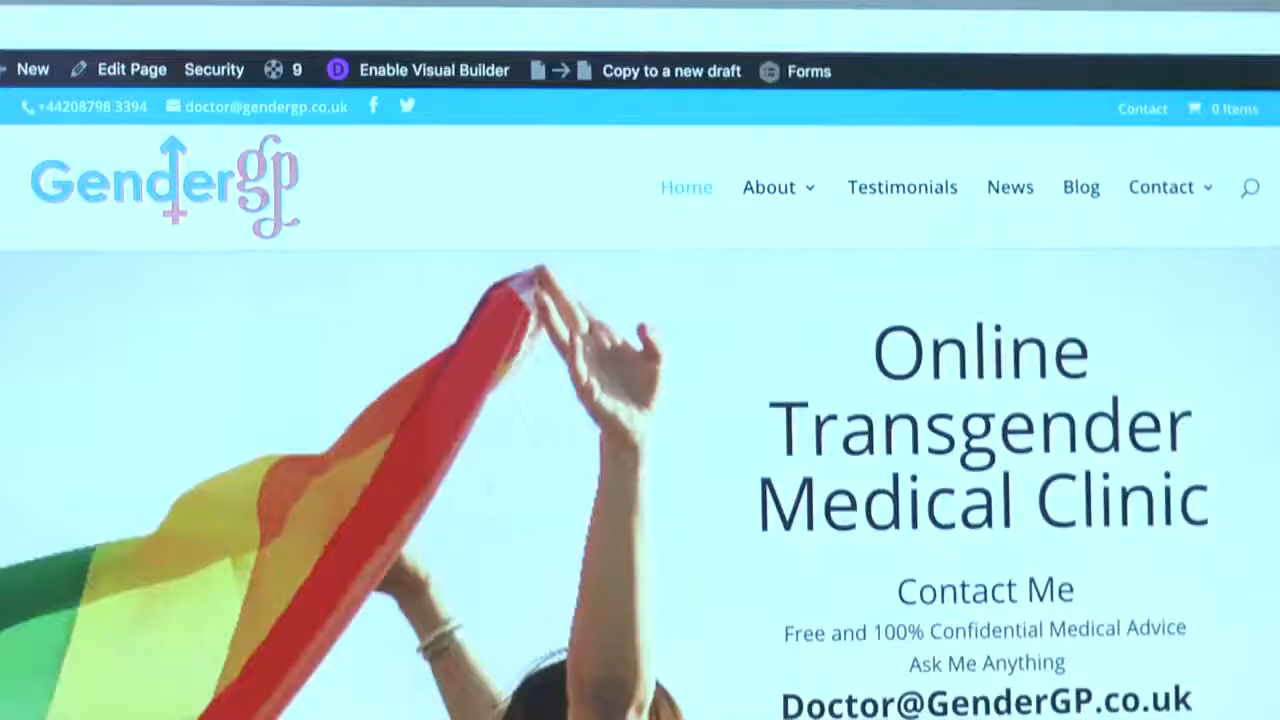 New Edit Page Security 9 Enable Visual Builder Copy to a new draft Forms
+44208798 3394 doctor@gendergp.co.uk Contact 0 Items
Gendergp
Home About Testimonials News Blog Contact
Online
Transgender
Medical Clinic
Contact Me
Free and 100% Confidential Medical Advice
Ask Me Anything
Doctor@GenderGP.co.uk